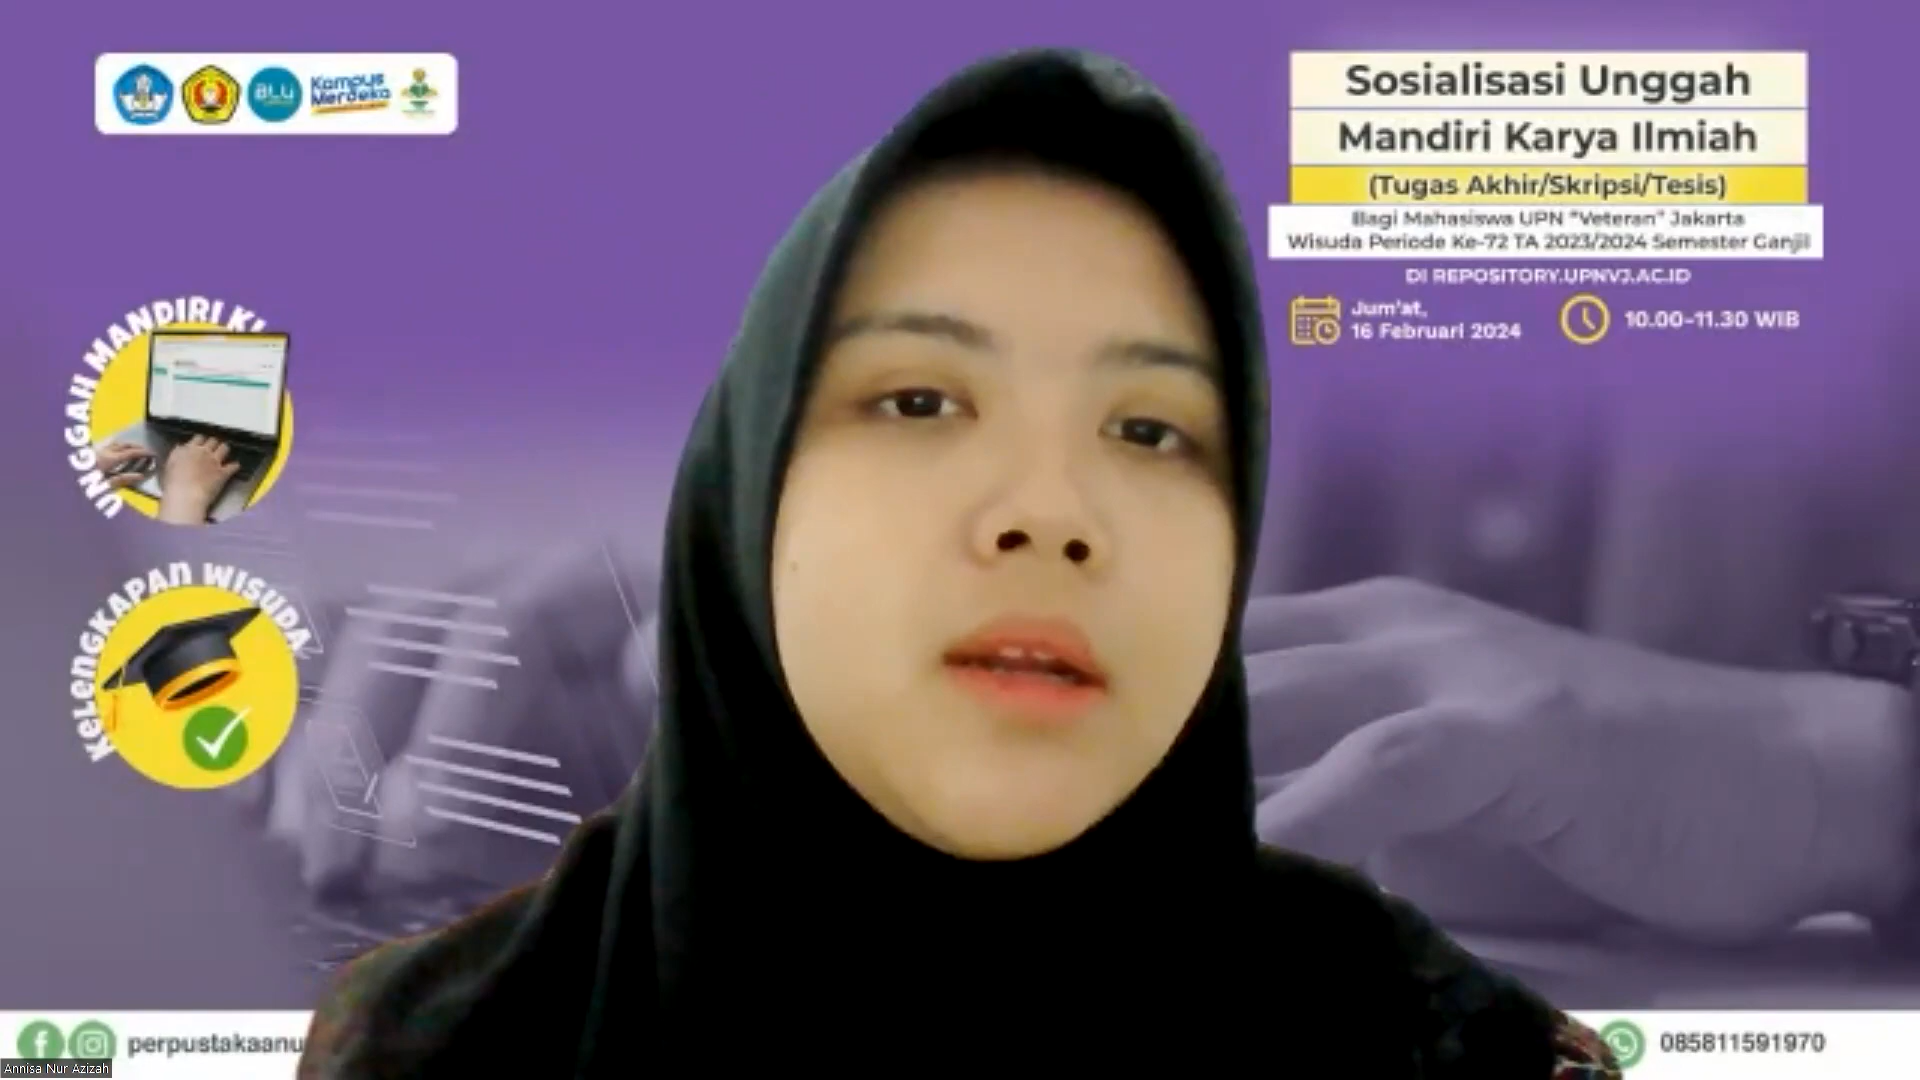 BLU
Kampus
Merdeka
Sosialisasi Unggah
Mandiri Karya Ilmiah
(Tugas Akhir/Skripsi/Tesis)
Bagi Mahasiswa UPN "Veteran" Jakarta
Wisuda Periode Ke-72 TA 2023/2024 Semester Ganjil
DI REPOSITORY.UPNVJ.AC.ID
Jum'at,
16 Februari 2024
10.00-11.30 WIB
UNGGAH MANDIRI KI
KELENGKAPAN WISUDA
perpustakaanu
085811591970
Annisa Nur Azizah